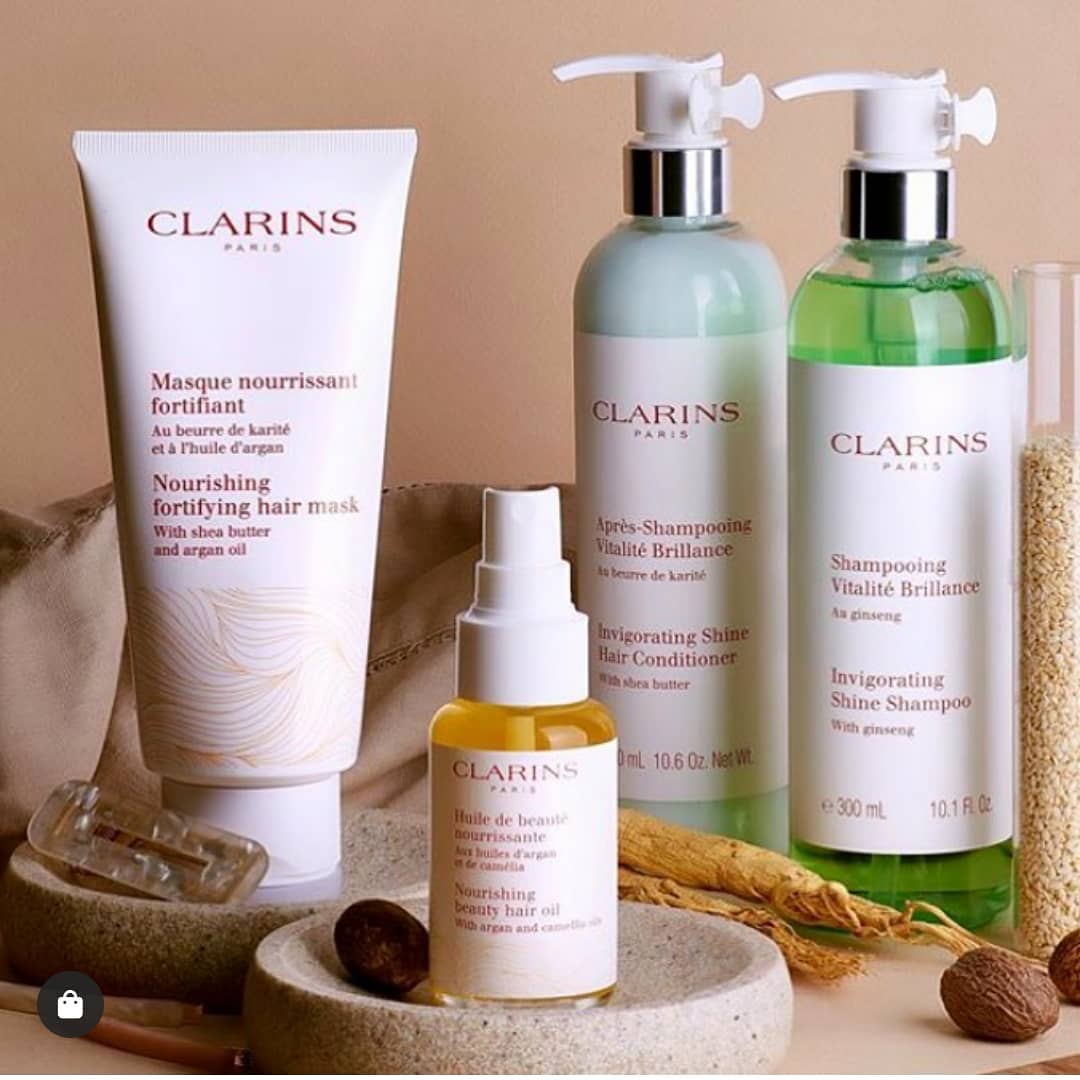 CLARINS
PARIS
Masque nourrissant
fortifiant
Au beurre de karité
et à l'huile d'argan
Nourishing
fortifying hair mask
With shea butter
and argan oil
CLARINS
PARIS
Huile de beauté
nourrissante
Aux huiles d'argan
et de camélia
Nourishing
beauty hair oil
With argan and camellia oils
CLARINS
PARIS
Après-Shampooing
Vitalité Brillance
Au beurre de karité
Invigorating Shine
Hair Conditioner
With shea butter
mL 10.6 Oz. Net Wt.
CLARINS
PARIS
Shampooing
Vitalité Brillance
Au ginseng
Invigorating
Shine Shampoo
With ginseng
℮ 300 mL 10.1 Fl. Oz.